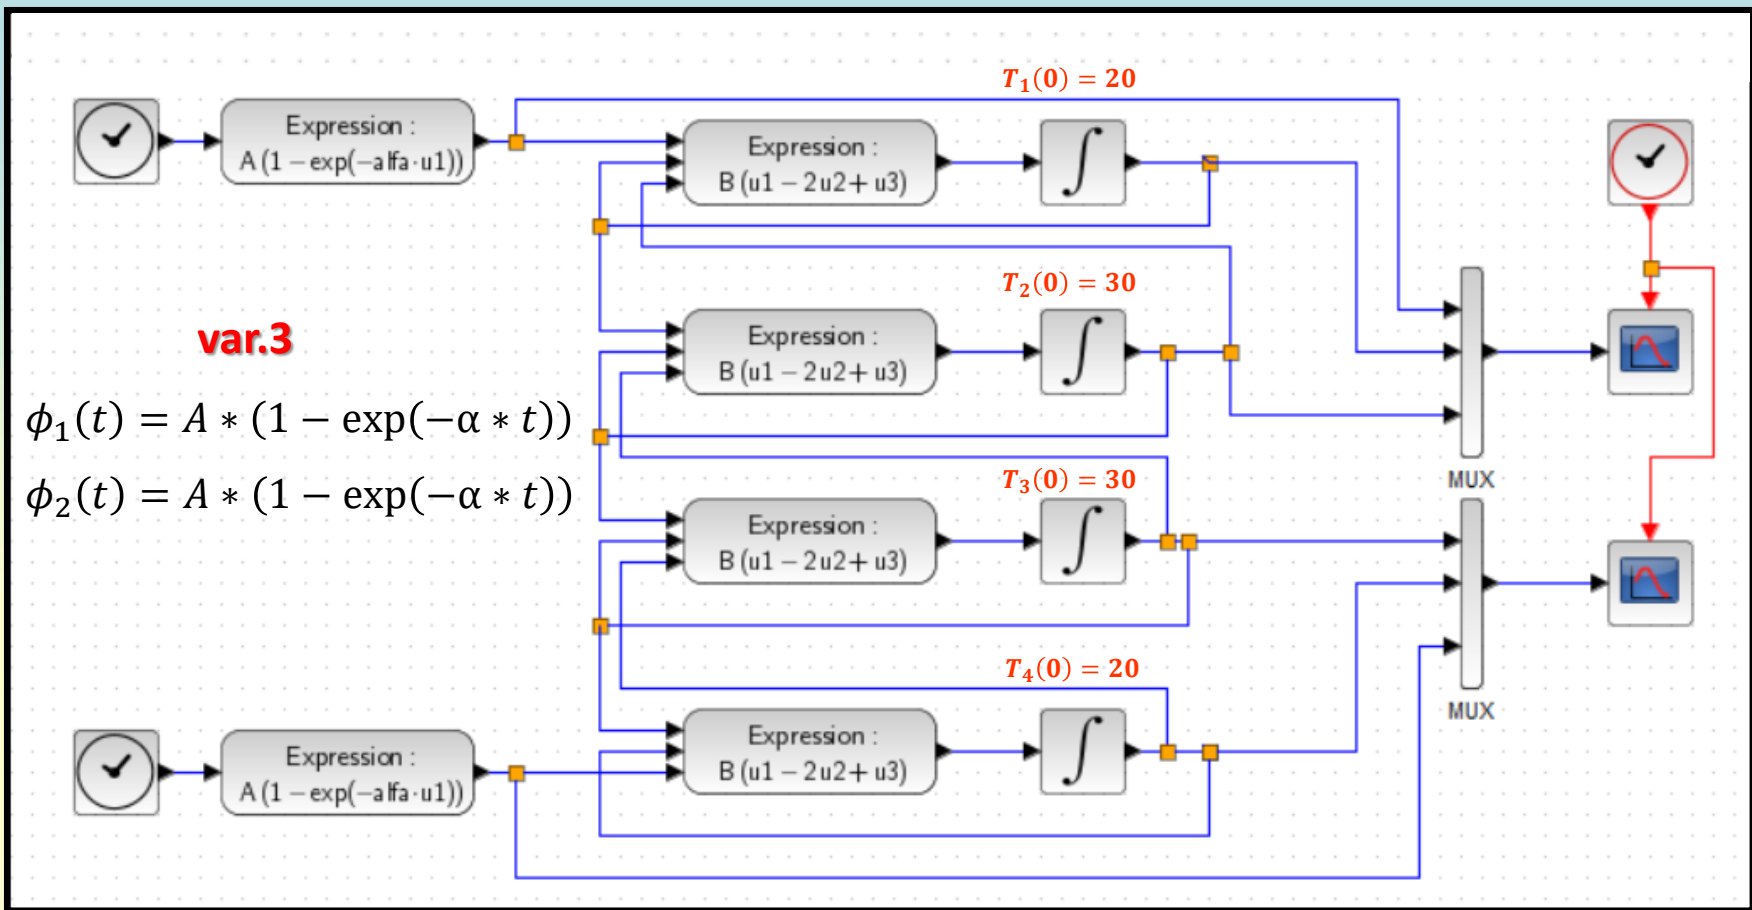 T₁(0) = 20
Expression :
A (1 – exp(–alfa·u1))
Expression :
B (u1 – 2u2+ u3)
T₂(0) = 30
Expression :
B (u1 – 2u2+ u3)
var.3
ϕ₁(t) = A ∗ (1 − exp(−α ∗ t))
ϕ₂(t) = A ∗ (1 − exp(−α ∗ t))
MUX
T₃(0) = 30
Expression :
B (u1 – 2u2+ u3)
T₄(0) = 20
MUX
Expression :
B (u1 – 2u2+ u3)
Expression :
A (1 – exp(–alfa·u1))